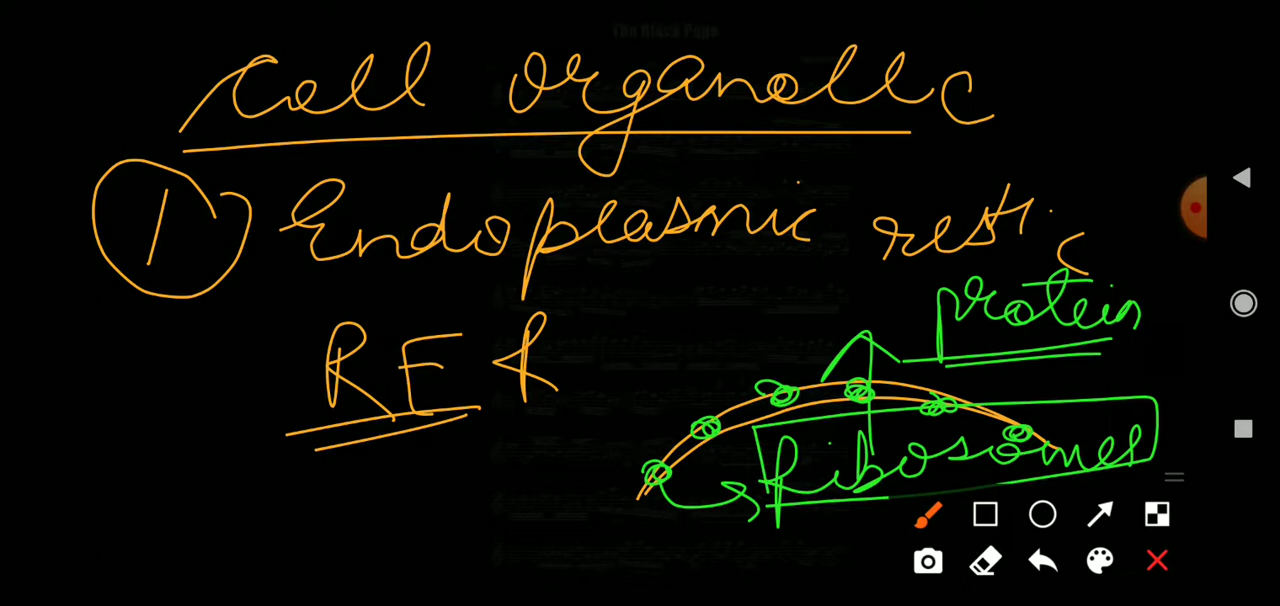 Cell Organelle
1 Endoplasmic reti.
RER
Protein
Ribosomes